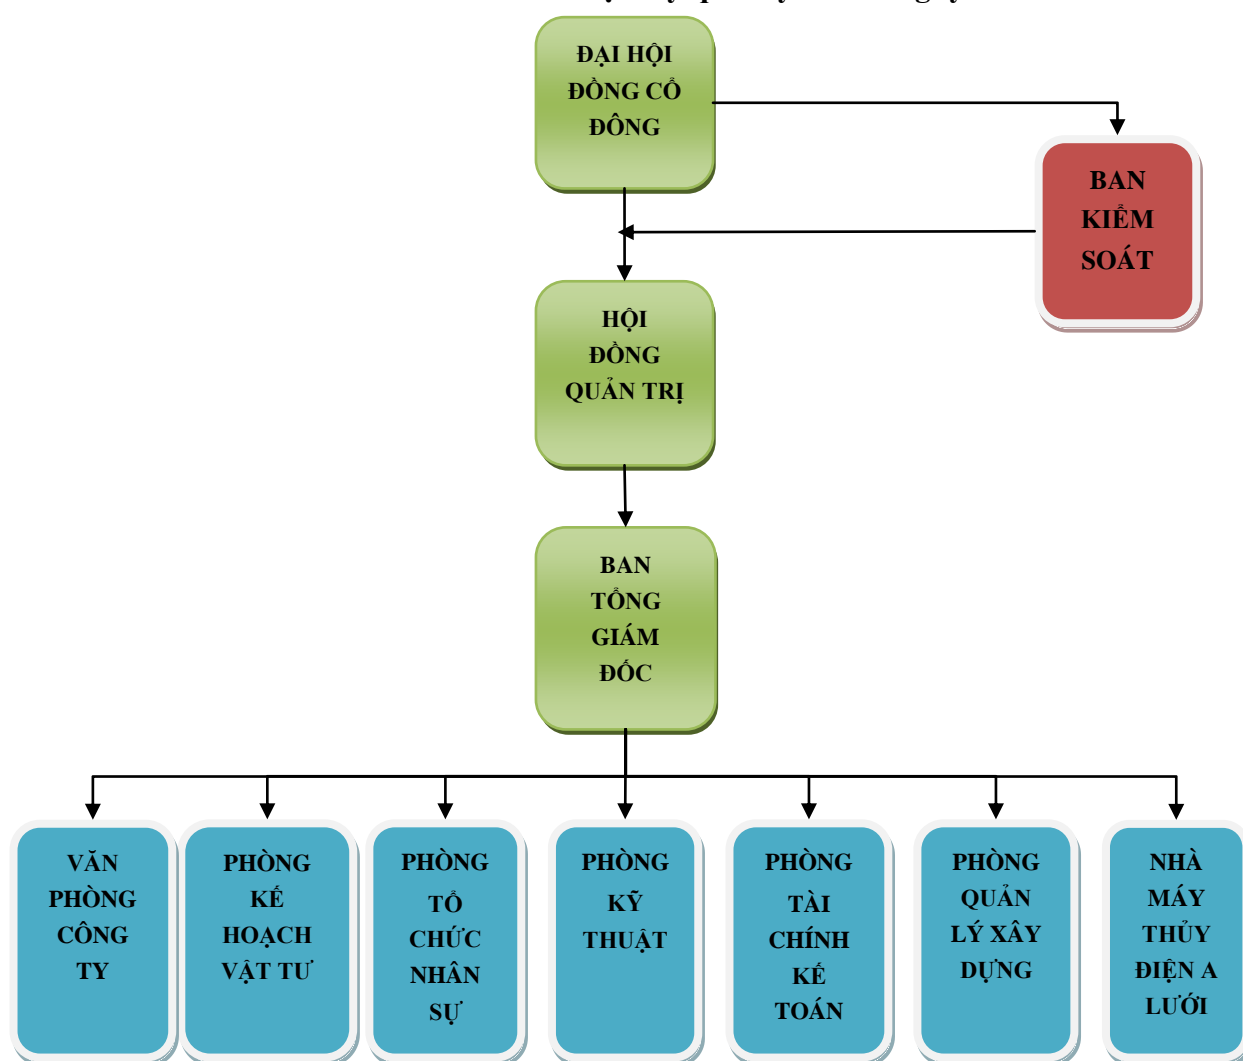 ĐẠI HỘI
ĐỒNG CỔ
ĐÔNG
BAN
KIỂM
SOÁT
HỘI
ĐỒNG
QUẢN TRỊ
BAN
TỔNG
GIÁM
ĐỐC
VĂN
PHÒNG
CÔNG
TY
PHÒNG
KẾ
HOẠCH
VẬT TƯ
PHÒNG
TỔ
CHỨC
NHÂN
SỰ
PHÒNG
KỸ
THUẬT
PHÒNG
TÀI
CHÍNH
KẾ
TOÁN
PHÒNG
QUẢN
LÝ XÂY
DỰNG
NHÀ
MÁY
THỦY
ĐIỆN A
LƯỚI